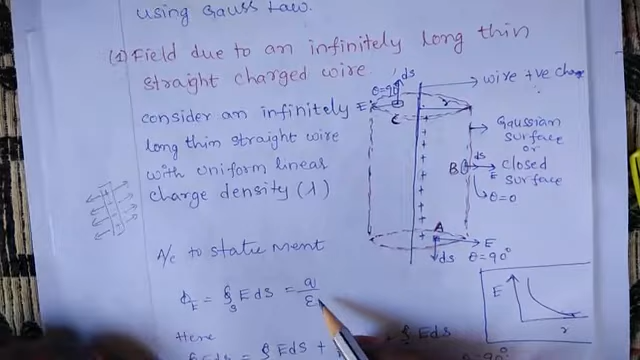 using Gauss Law.
(1) Field due to an infinitely long thin
straight charged wire.
consider an infinitely
long thin straight wire
with uniform linear
charge density (λ)
A/c to statement
ϕE = ∮s E ds = q/ε
Here
ds
θ=90°
E
r
C
wire +ve charge
Gaussian
surface
or
closed
surface
B
ds
E
θ=0
A
E
ds
θ=90°
E
r
E ds